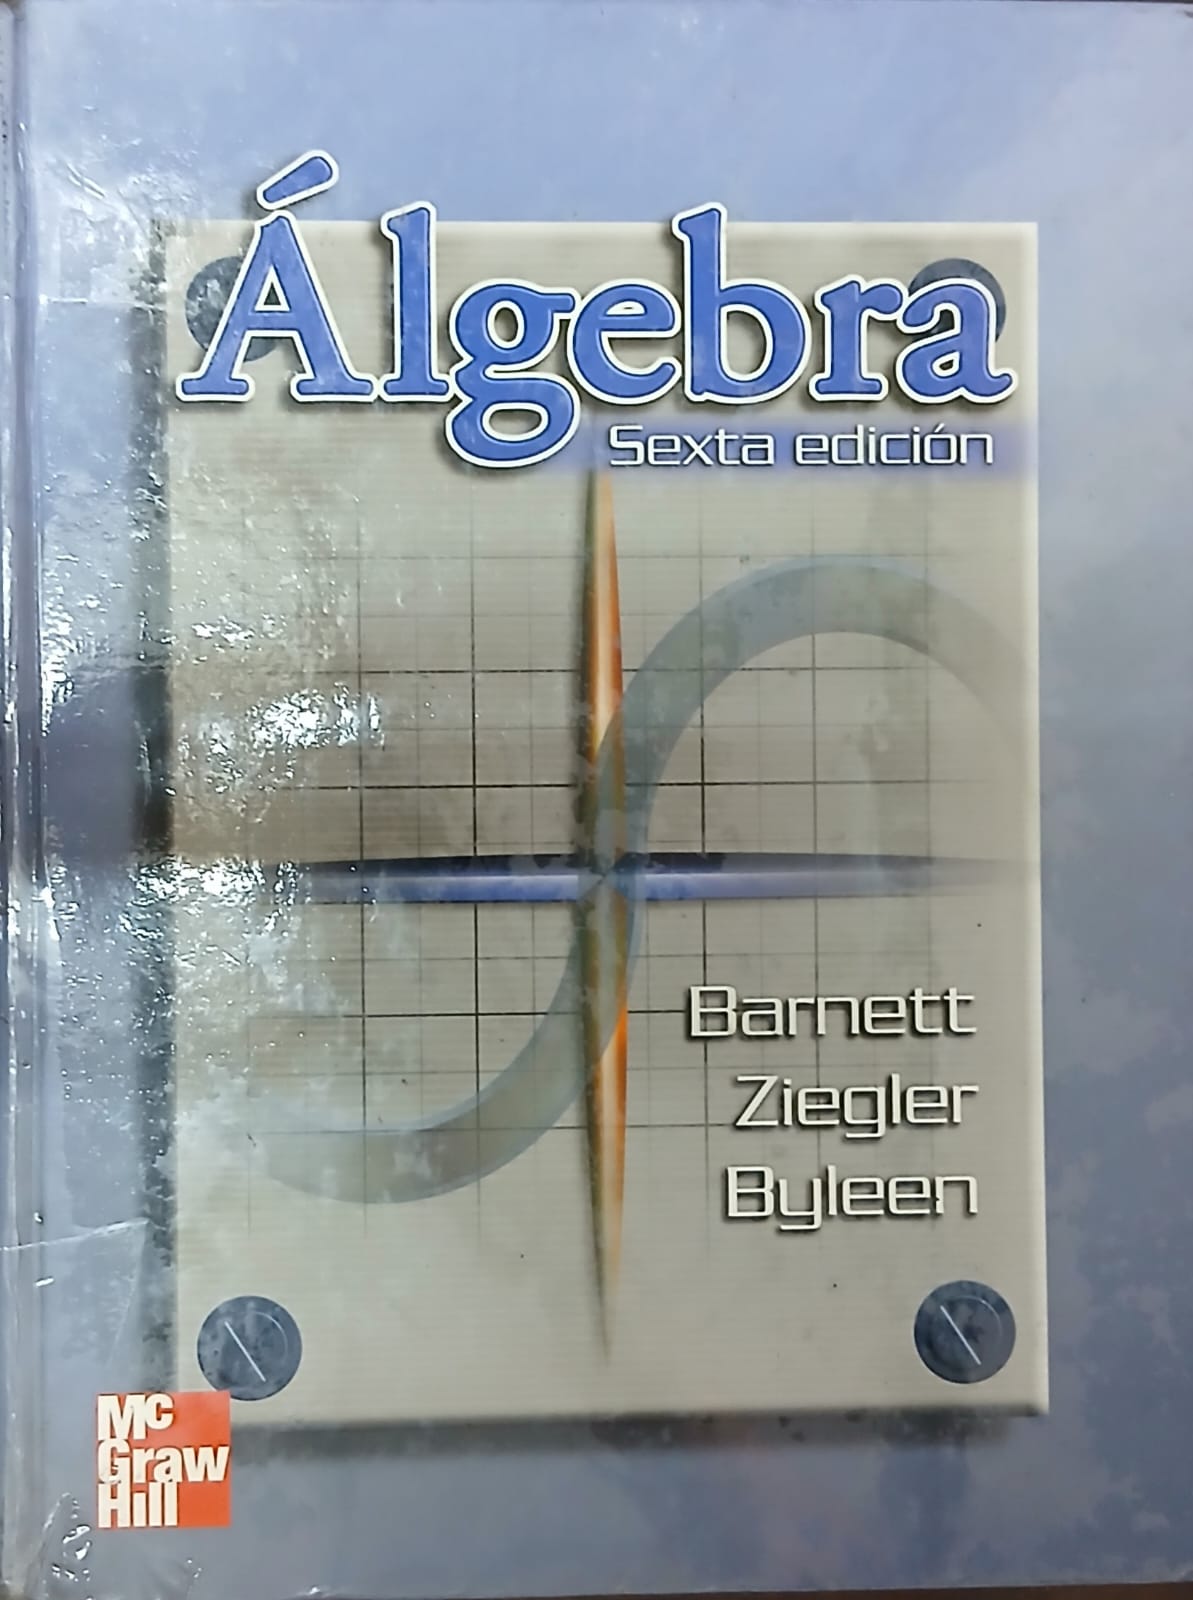 Álgebra
Sexta edición
Barnett
Ziegler
Byleen
Mc
Graw
Hill